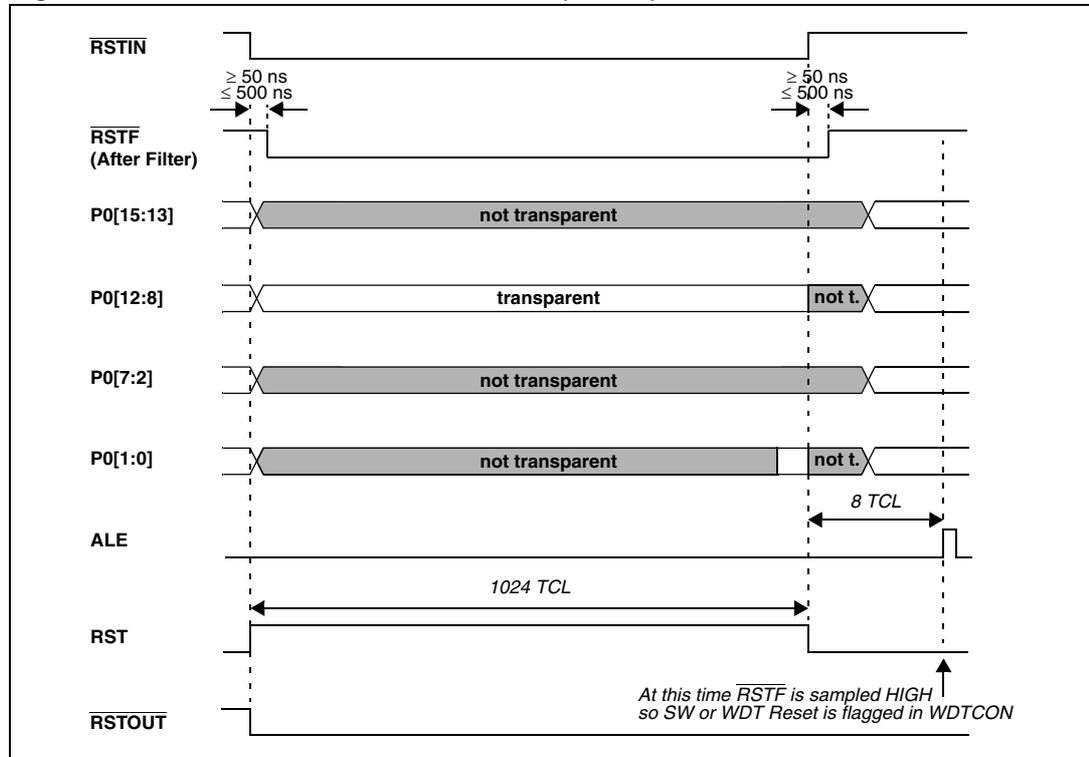 RSTIN
≥ 50 ns
≤ 500 ns
≥ 50 ns
≤ 500 ns
RSTF
(After Filter)
P0[15:13]
not transparent
P0[12:8]
transparent
not t.
P0[7:2]
not transparent
P0[1:0]
not transparent
not t.
8 TCL
ALE
1024 TCL
RST
At this time RSTF is sampled HIGH
so SW or WDT Reset is flagged in WDTCON
RSTOUT